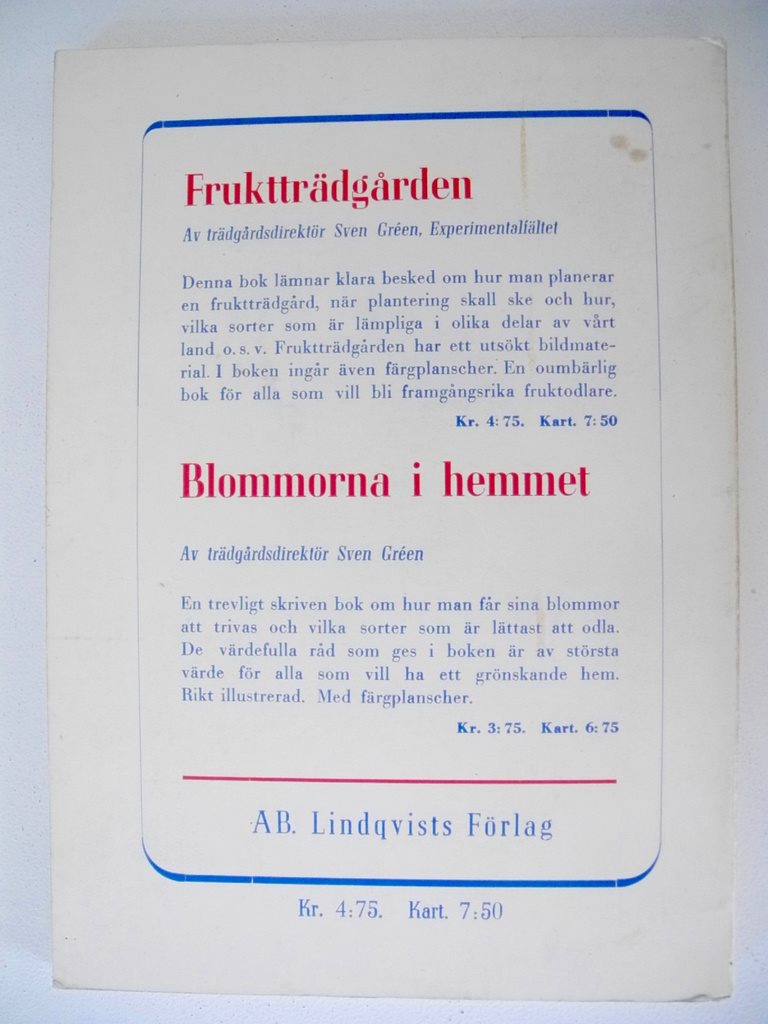 Fruktträdgården
Av trädgårdsdirektör Sven Gréen, Experimentalfältet
Denna bok lämnar klara besked om hur man planerar
en fruktträdgård, när plantering skall ske och hur,
vilka sorter som är lämpliga i olika delar av vårt
land o. s. v. Fruktträdgården har ett utsökt bildmate-
rial. I boken ingår även färgplanscher. En oumbärlig
bok för alla som vill bli framgångsrika fruktodlare.
Kr. 4: 75. Kart. 7: 50
Blommorna i hemmet
Av trädgårdsdirektör Sven Gréen
En trevligt skriven bok om hur man får sina blommor
att trivas och vilka sorter som är lättast att odla.
De värdefulla råd som ges i boken är av största
värde för alla som vill ha ett grönskande hem.
Rikt illustrerad. Med färgplanscher.
Kr. 3: 75. Kart. 6: 75
AB. Lindqvists Förlag
Kr. 4:75. Kart. 7:50